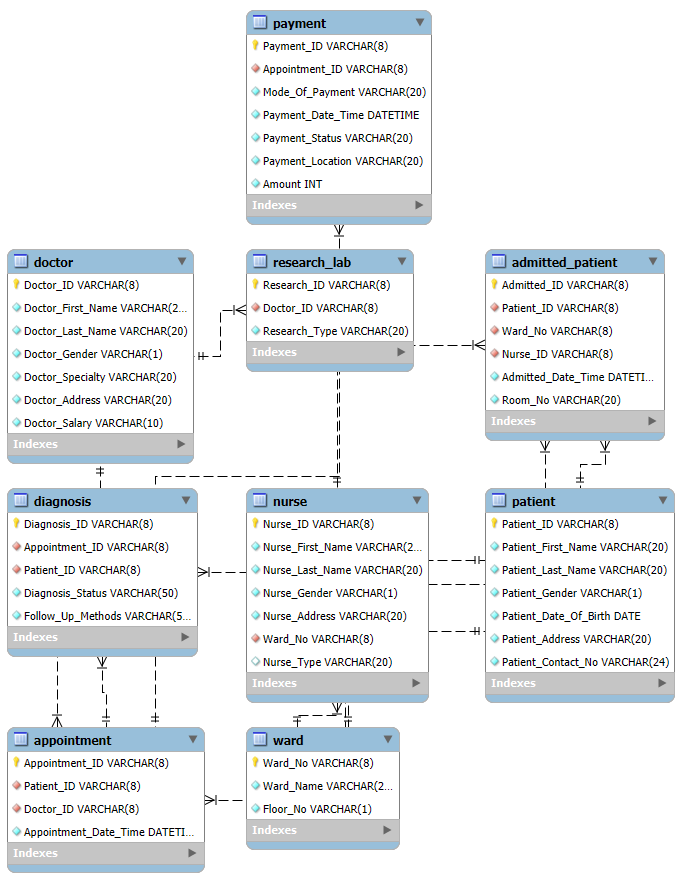 payment
Payment_ID VARCHAR(8)
Appointment_ID VARCHAR(8)
Mode_Of_Payment VARCHAR(20)
Payment_Date_Time DATETIME
Payment_Status VARCHAR(20)
Payment_Location VARCHAR(20)
Amount INT
Indexes
doctor
Doctor_ID VARCHAR(8)
Doctor_First_Name VARCHAR(2...
Doctor_Last_Name VARCHAR(20)
Doctor_Gender VARCHAR(1)
Doctor_Specialty VARCHAR(20)
Doctor_Address VARCHAR(20)
Doctor_Salary VARCHAR(10)
Indexes
research_lab
Research_ID VARCHAR(8)
Doctor_ID VARCHAR(8)
Research_Type VARCHAR(20)
Indexes
admitted_patient
Admitted_ID VARCHAR(8)
Patient_ID VARCHAR(8)
Ward_No VARCHAR(8)
Nurse_ID VARCHAR(8)
Admitted_Date_Time DATETI...
Room_No VARCHAR(20)
Indexes
diagnosis
Diagnosis_ID VARCHAR(8)
Appointment_ID VARCHAR(8)
Patient_ID VARCHAR(8)
Diagnosis_Status VARCHAR(50)
Follow_Up_Methods VARCHAR(5...
Indexes
nurse
Nurse_ID VARCHAR(8)
Nurse_First_Name VARCHAR(2...
Nurse_Last_Name VARCHAR(20)
Nurse_Gender VARCHAR(1)
Nurse_Address VARCHAR(20)
Ward_No VARCHAR(8)
Nurse_Type VARCHAR(20)
Indexes
patient
Patient_ID VARCHAR(8)
Patient_First_Name VARCHAR(20)
Patient_Last_Name VARCHAR(20)
Patient_Gender VARCHAR(1)
Patient_Date_Of_Birth DATE
Patient_Address VARCHAR(20)
Patient_Contact_No VARCHAR(24)
Indexes
appointment
Appointment_ID VARCHAR(8)
Patient_ID VARCHAR(8)
Doctor_ID VARCHAR(8)
Appointment_Date_Time DATETI...
Indexes
ward
Ward_No VARCHAR(8)
Ward_Name VARCHAR(2...
Floor_No VARCHAR(1)
Indexes